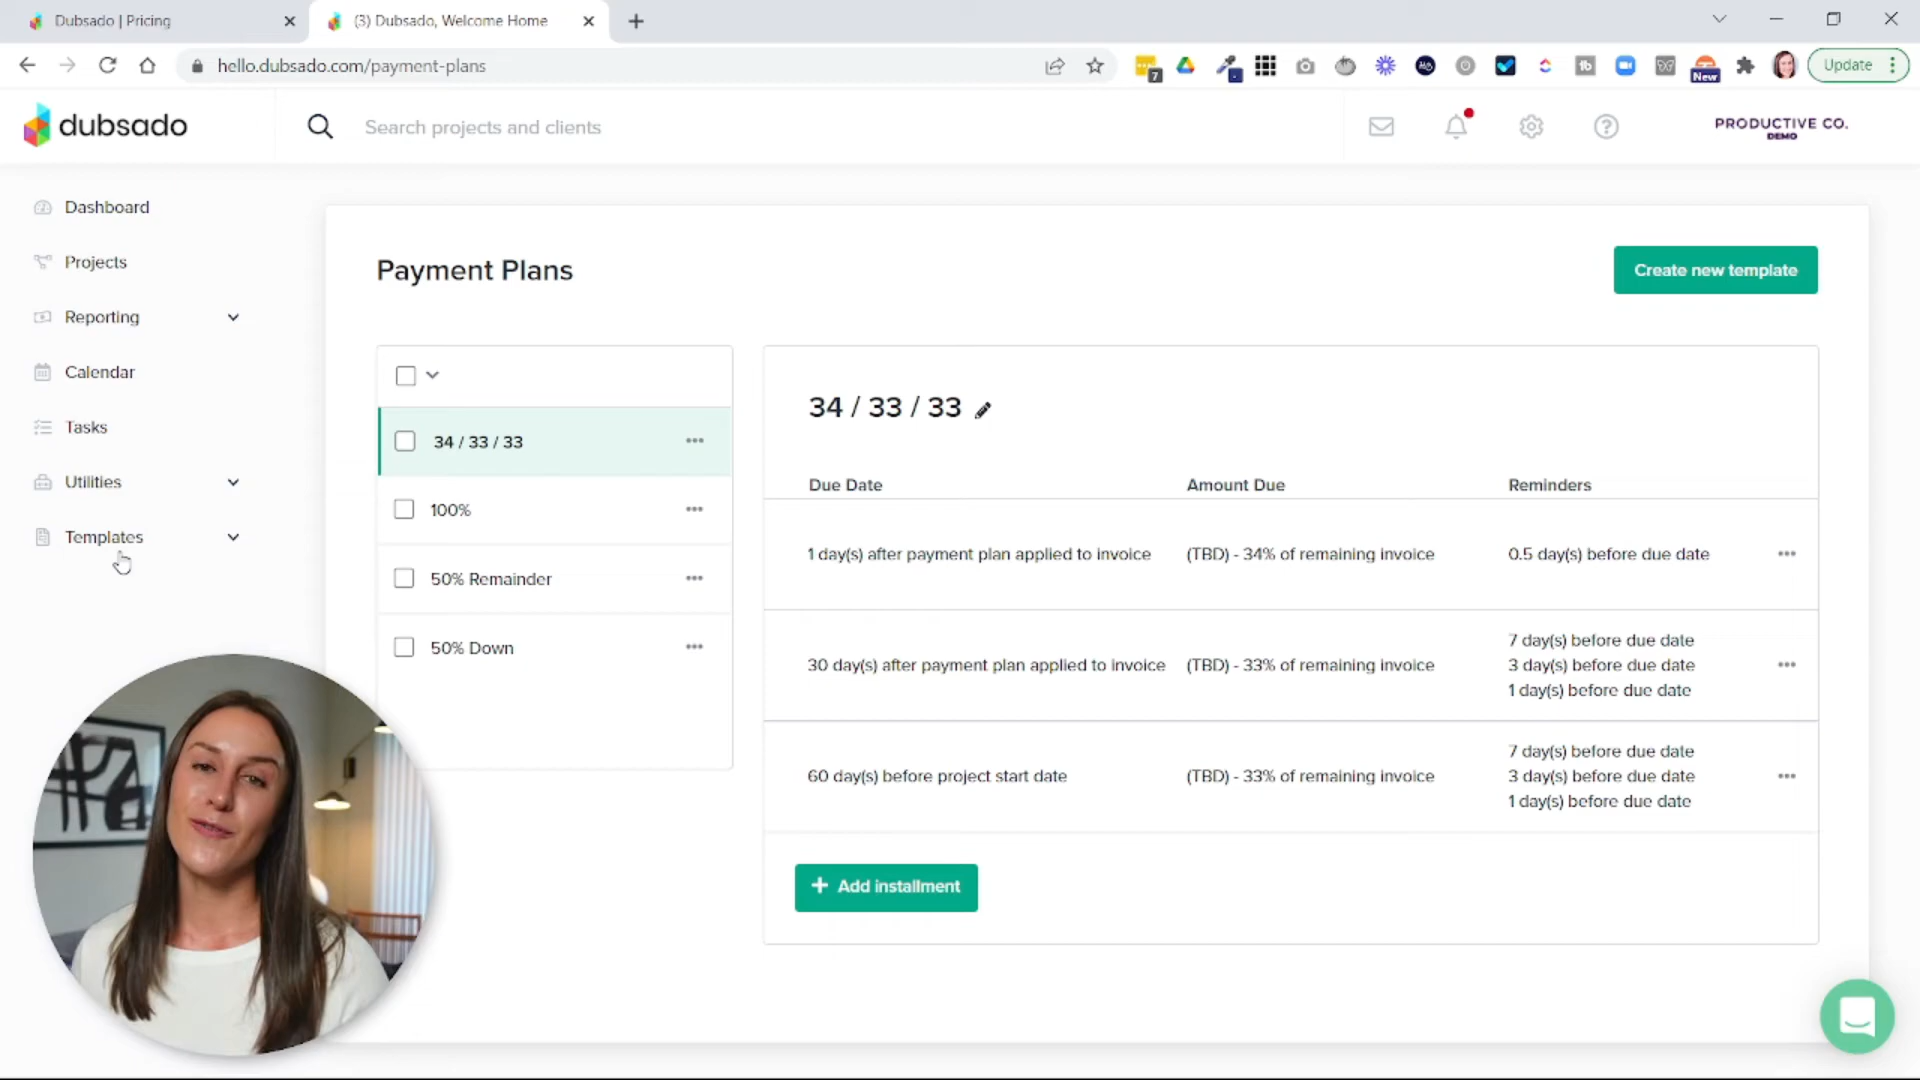 Dubsado | Pricing
(3) Dubsado, Welcome Home
hello.dubsado.com/payment-plans
7
New
Update
dubsado
Search projects and clients
PRODUCTIVE CO.
DEMO
Dashboard
Projects
Reporting
Calendar
Tasks
Utilities
Templates
Payment Plans
Create new template
34 / 33 / 33
100%
50% Remainder
50% Down
34 / 33 / 33
Due Date Amount Due Reminders
1 day(s) after payment plan applied to invoice (TBD) - 34% of remaining invoice 0.5 day(s) before due date
30 day(s) after payment plan applied to invoice (TBD) - 33% of remaining invoice 7 day(s) before due date
3 day(s) before due date
1 day(s) before due date
60 day(s) before project start date (TBD) - 33% of remaining invoice 7 day(s) before due date
3 day(s) before due date
1 day(s) before due date
+ Add installment